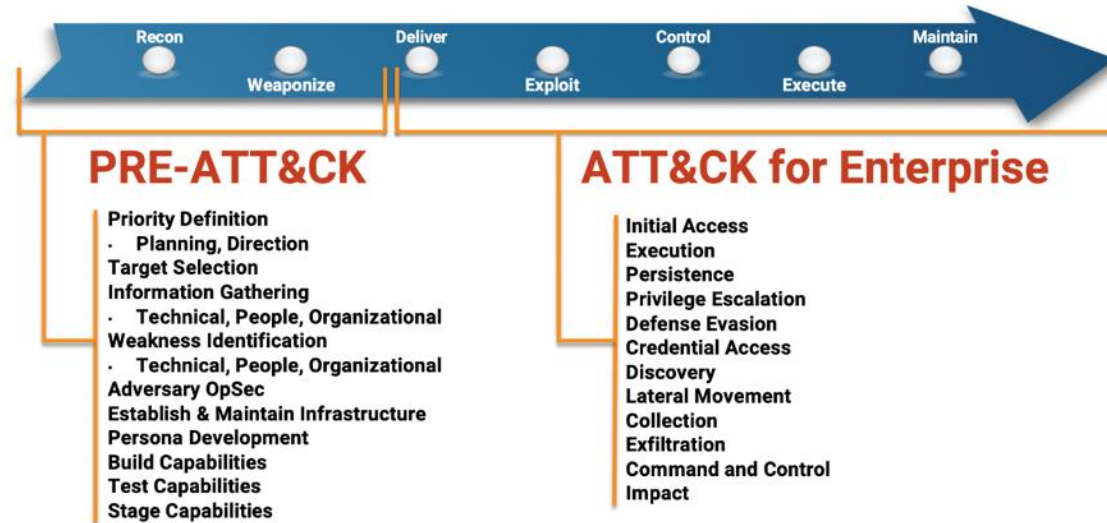 Recon
Deliver
Control
Maintain
Weaponize
Exploit
Execute
PRE-ATT&CK
Priority Definition
· Planning, Direction
Target Selection
Information Gathering
· Technical, People, Organizational
Weakness Identification
· Technical, People, Organizational
Adversary OpSec
Establish & Maintain Infrastructure
Persona Development
Build Capabilities
Test Capabilities
Stage Capabilities
ATT&CK for Enterprise
Initial Access
Execution
Persistence
Privilege Escalation
Defense Evasion
Credential Access
Discovery
Lateral Movement
Collection
Exfiltration
Command and Control
Impact